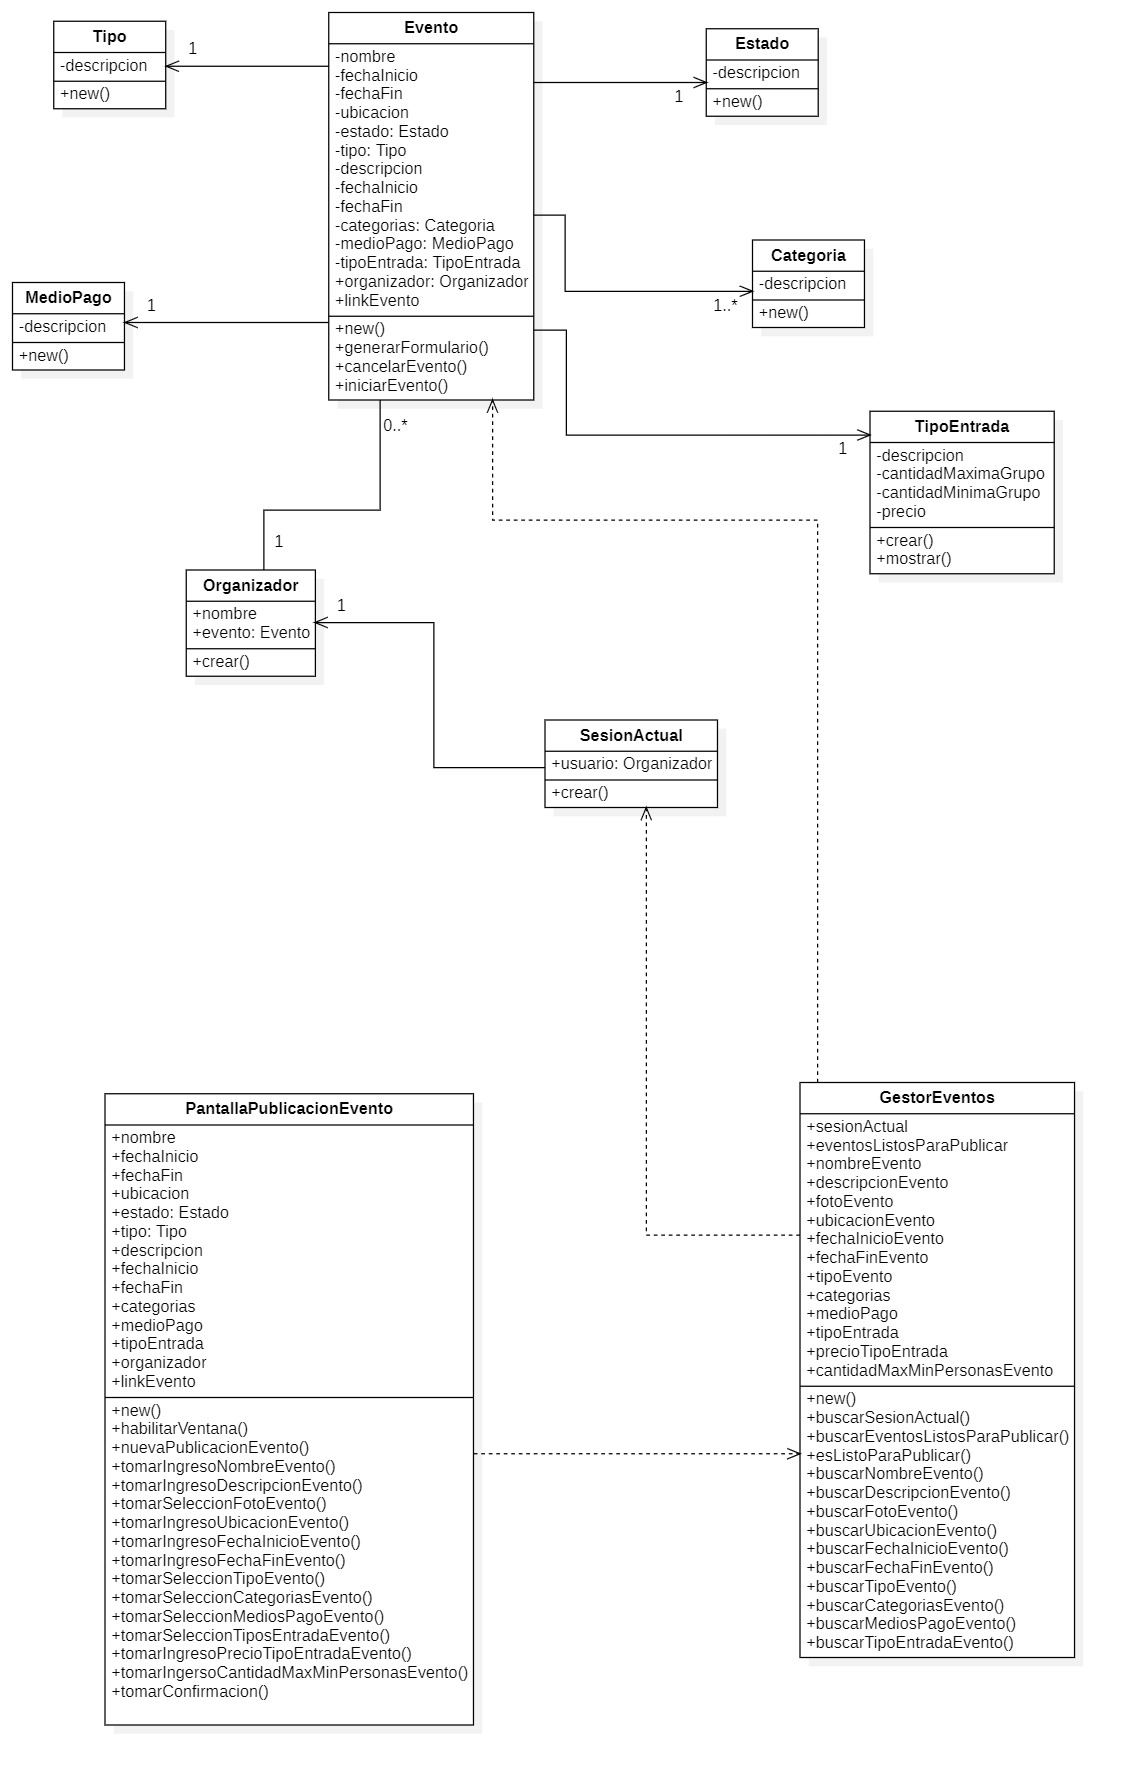 Tipo
-descripcion
+new()
1
Evento
-nombre
-fechaInicio
-fechaFin
-ubicacion
-estado: Estado
-tipo: Tipo
-descripcion
-fechaInicio
-fechaFin
-categorias: Categoria
-medioPago: MedioPago
-tipoEntrada: TipoEntrada
+organizador: Organizador
+linkEvento
+new()
+generarFormulario()
+cancelarEvento()
+iniciarEvento()
Estado
-descripcion
+new()
1
Categoria
-descripcion
+new()
1..*
MedioPago
-descripcion
+new()
1
TipoEntrada
-descripcion
-cantidadMaximaGrupo
-cantidadMinimaGrupo
-precio
+crear()
+mostrar()
1
0..*
1
Organizador
+nombre
+evento: Evento
+crear()
1
SesionActual
+usuario: Organizador
+crear()
PantallaPublicacionEvento
+nombre
+fechaInicio
+fechaFin
+ubicacion
+estado: Estado
+tipo: Tipo
+descripcion
+fechaInicio
+fechaFin
+categorias
+medioPago
+tipoEntrada
+organizador
+linkEvento
+new()
+habilitarVentana()
+nuevaPublicacionEvento()
+tomarIngresoNombreEvento()
+tomarIngresoDescripcionEvento()
+tomarSeleccionFotoEvento()
+tomarIngresoUbicacionEvento()
+tomarIngresoFechaInicioEvento()
+tomarIngresoFechaFinEvento()
+tomarSeleccionTipoEvento()
+tomarSeleccionCategoriasEvento()
+tomarSeleccionMediosPagoEvento()
+tomarSeleccionTiposEntradaEvento()
+tomarIngresoPrecioTipoEntradaEvento()
+tomarIngersoCantidadMaxMinPersonasEvento()
+tomarConfirmacion()
GestorEventos
+sesionActual
+eventosListosParaPublicar
+nombreEvento
+descripcionEvento
+fotoEvento
+ubicacionEvento
+fechaInicioEvento
+fechaFinEvento
+tipoEvento
+categorias
+medioPago
+tipoEntrada
+precioTipoEntrada
+cantidadMaxMinPersonasEvento
+new()
+buscarSesionActual()
+buscarEventosListosParaPublicar()
+esListoParaPublicar()
+buscarNombreEvento()
+buscarDescripcionEvento()
+buscarFotoEvento()
+buscarUbicacionEvento()
+buscarFechaInicioEvento()
+buscarFechaFinEvento()
+buscarTipoEvento()
+buscarCategoriasEvento()
+buscarMediosPagoEvento()
+buscarTipoEntradaEvento()